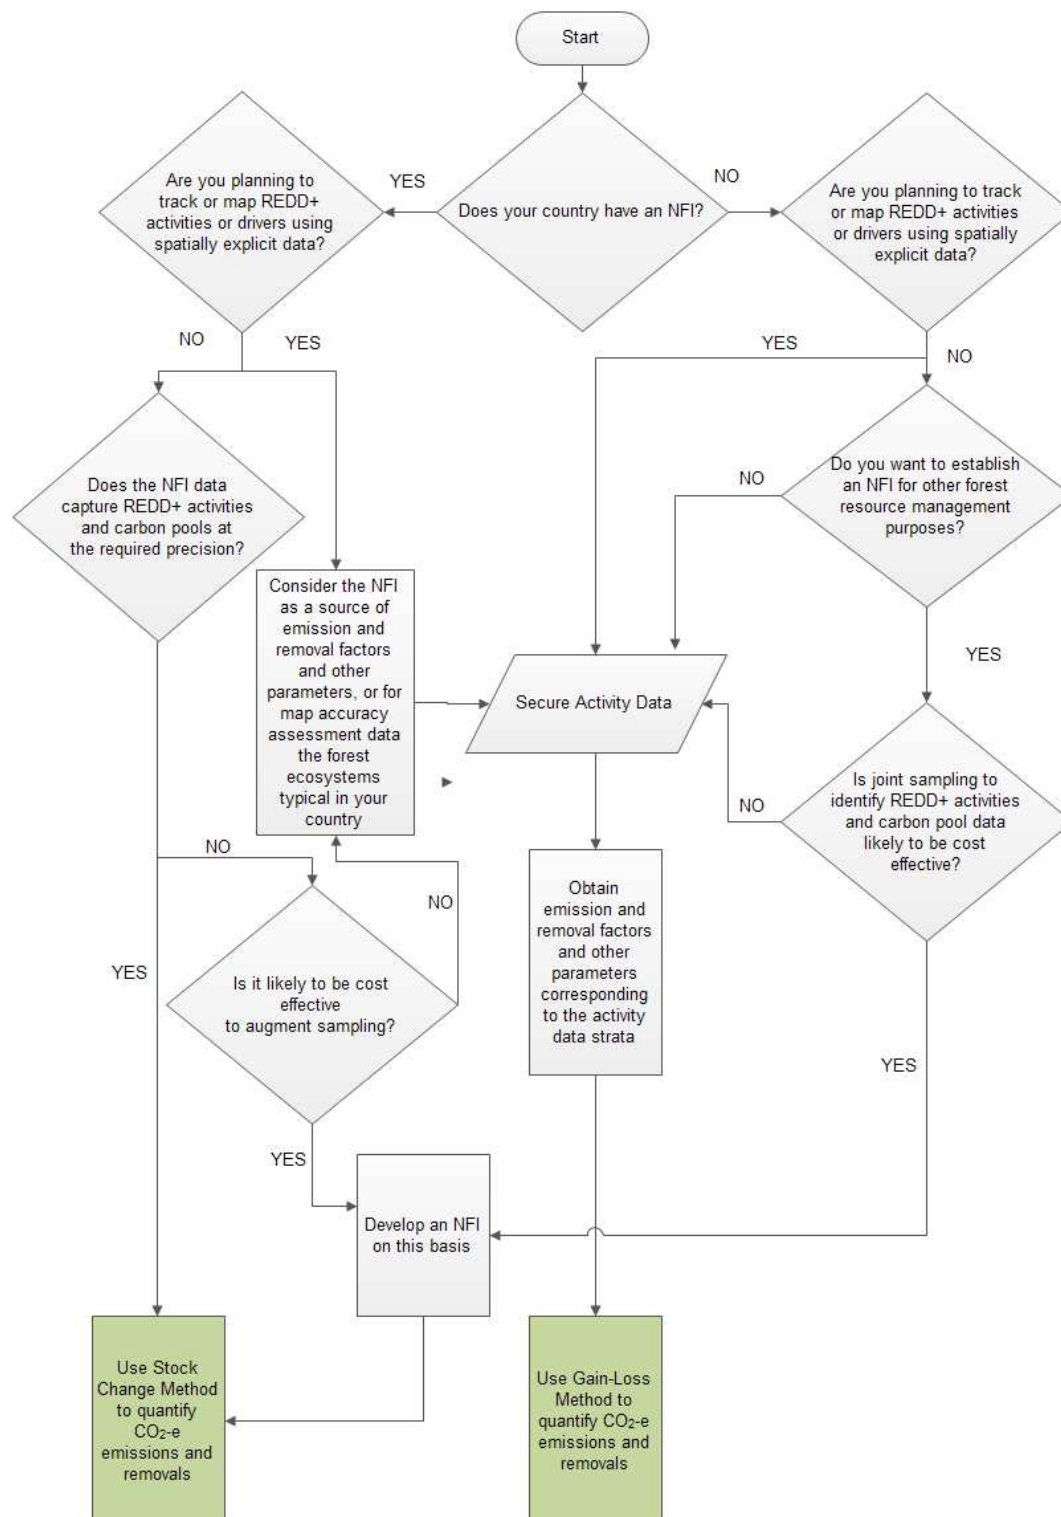 Start
Are you planning to
track or map REDD+
activities or drivers using
spatially explicit data?
YES
Does your country have an NFI?
NO
Are you planning to track
or map REDD+ activities
or drivers using spatially
explicit data?
NO
YES
YES
NO
Does the NFI data
capture REDD+ activities
and carbon pools at
the required precision?
Do you want to establish
an NFI for other forest
resource management
purposes?
NO
Consider the NFI
as a source of
emission and
removal factors
and other
parameters, or for
map accuracy
assessment data
the forest
ecosystems
typical in your
country
YES
Secure Activity Data
Is joint sampling to
identify REDD+ activities
and carbon pool data
likely to be cost
effective?
NO
NO
NO
Obtain
emission and
removal factors
and other
parameters
corresponding
to the activity
data strata
YES
Is it likely to be cost
effective
to augment sampling?
YES
YES
Develop an NFI
on this basis
Use Stock
Change Method
to quantify
CO₂-e
emissions and
removals
Use Gain-Loss
Method to
quantify CO₂-e
emissions and
removals